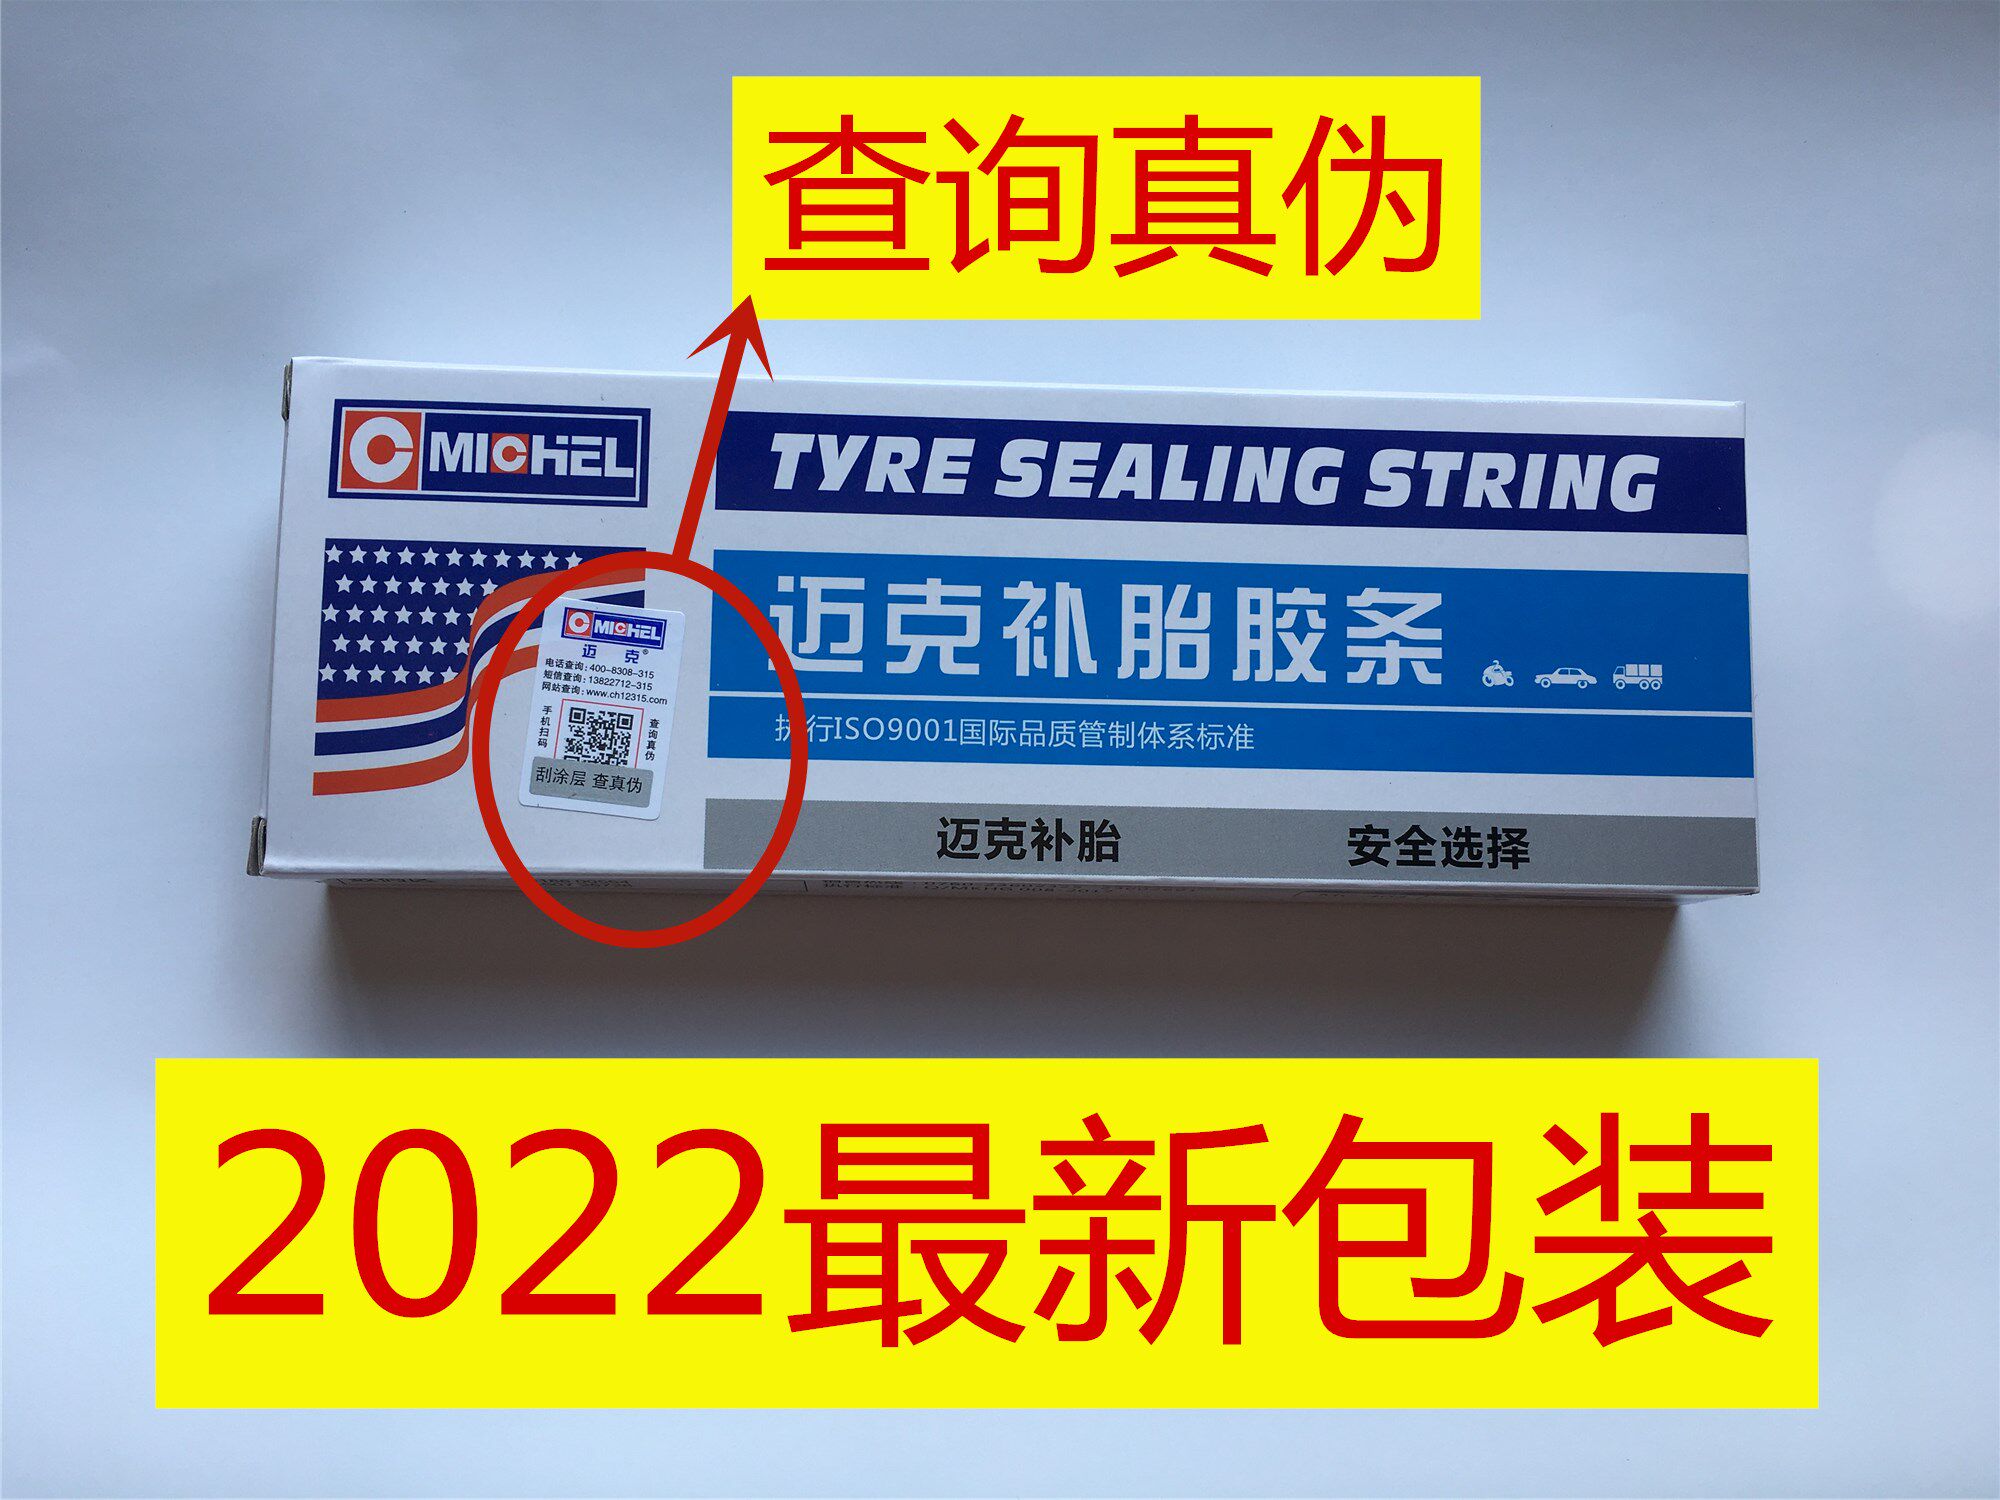 查询真伪
MICHEL
TYRE SEALING STRING
迈克补胎胶条
执行ISO9001国际品质管制体系标准
迈克补胎
安全选择
MICHEL
迈 克®
电话查询：400-8308-315
短信查询：13822712-315
网站查询：www.ch12315.com
手机扫码
查询真伪
刮涂层 查真伪
2022最新包装